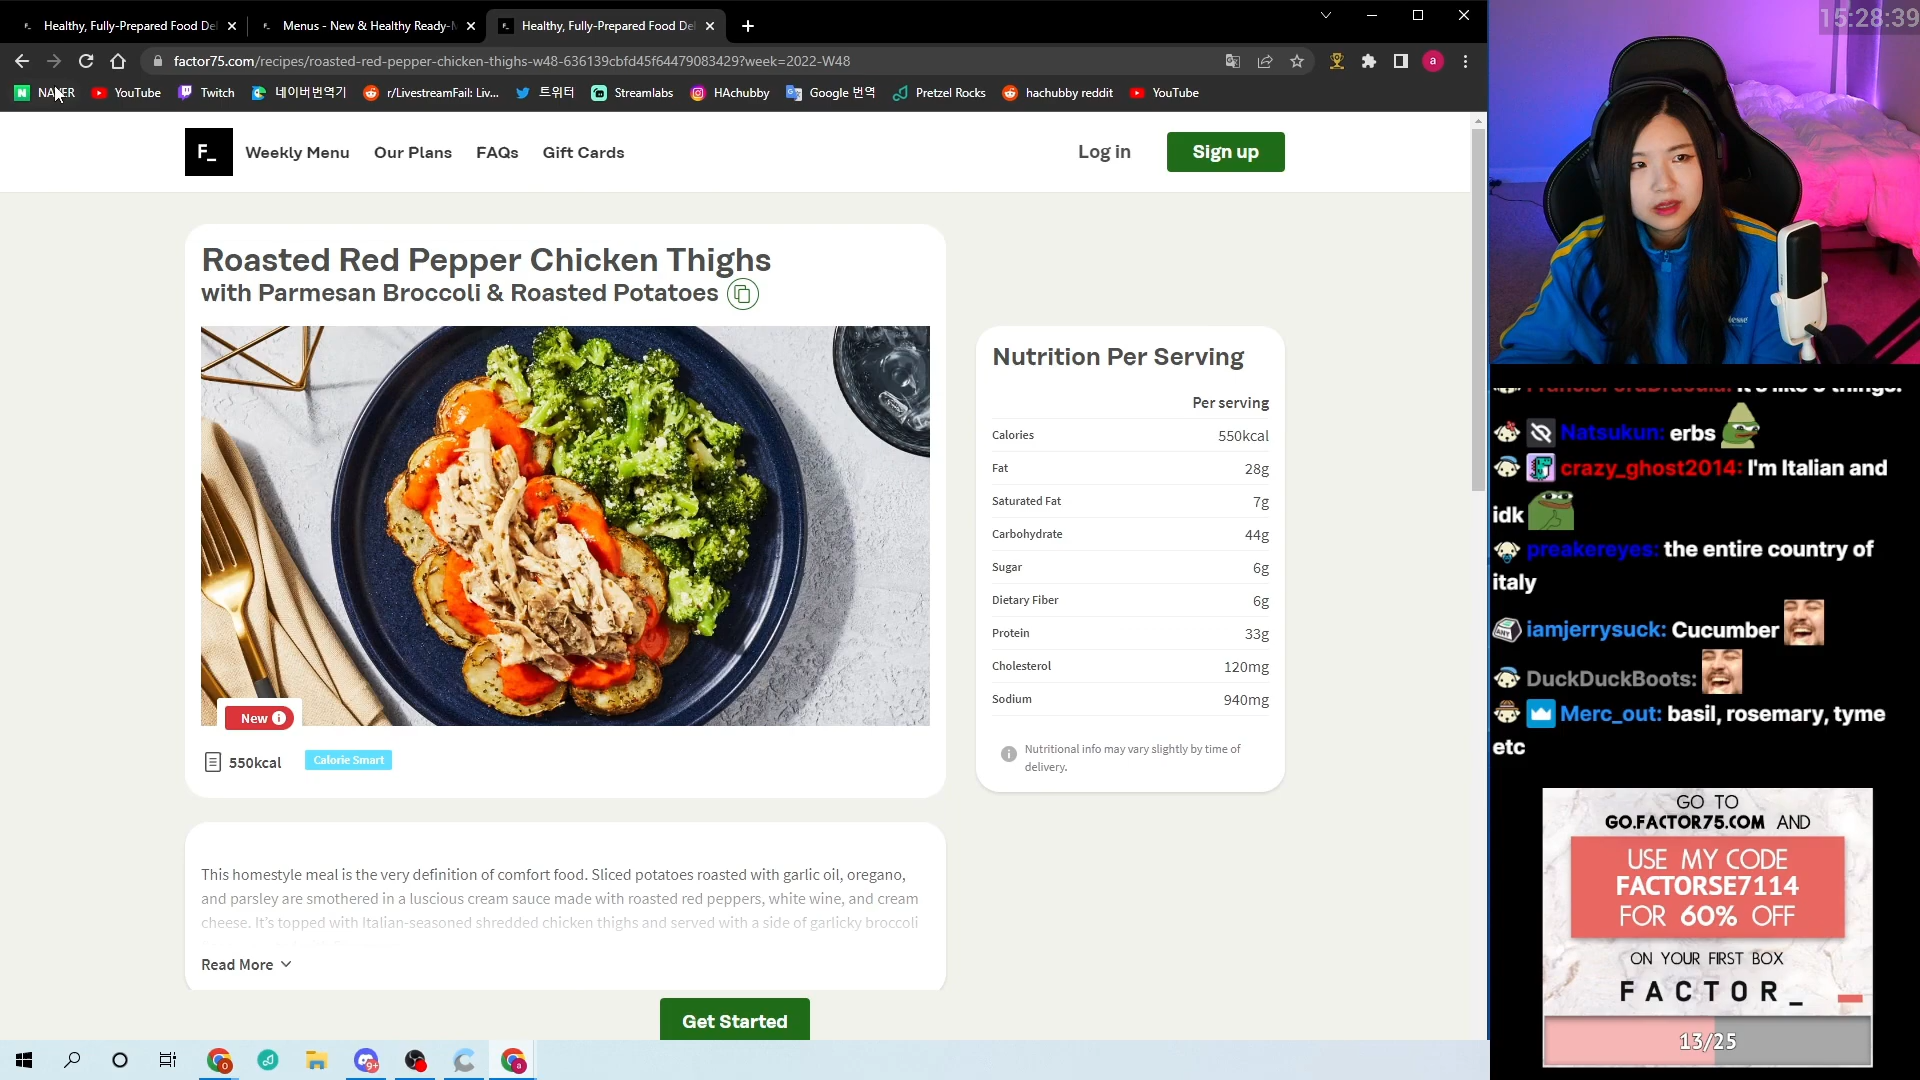 Healthy, Fully-Prepared Food De
Menus - New & Healthy Ready-
Healthy, Fully-Prepared Food De
factor75.com/recipes/roasted-red-pepper-chicken-thighs-w48-636139cbfd45f64479083429?week=2022-W48
a
N NAVER
YouTube
Twitch
네이버번역기
r/LivestreamFail: Liv...
트위터
Streamlabs
HAchubby
Google 번역
Pretzel Rocks
hachubby reddit
YouTube
F_
Weekly Menu
Our Plans
FAQs
Gift Cards
Log in
Sign up
Roasted Red Pepper Chicken Thighs
with Parmesan Broccoli & Roasted Potatoes
New
550kcal
Calorie Smart
This homestyle meal is the very definition of comfort food. Sliced potatoes roasted with garlic oil, oregano,
and parsley are smothered in a luscious cream sauce made with roasted red peppers, white wine, and cream
cheese. It's topped with Italian-seasoned shredded chicken thighs and served with a side of garlicky broccoli
Read More
Get Started
Nutrition Per Serving
Per serving
Calories 550kcal
Fat 28g
Saturated Fat 7g
Carbohydrate 44g
Sugar 6g
Dietary Fiber 6g
Protein 33g
Cholesterol 120mg
Sodium 940mg
Nutritional info may vary slightly by time of
delivery.
15:28:39
FrancisFordDracula: It's like 6 things.
Natsukun: erbs
crazy_ghost2014: I'm Italian and
idk
preakereyes: the entire country of
italy
iamjerrysuck: Cucumber
DuckDuckBoots:
Merc_out: basil, rosemary, tyme
etc
GO TO
GO.FACTOR75.COM AND
USE MY CODE
FACTORSE7114
FOR 60% OFF
ON YOUR FIRST BOX
FACTOR_
13/25
9+